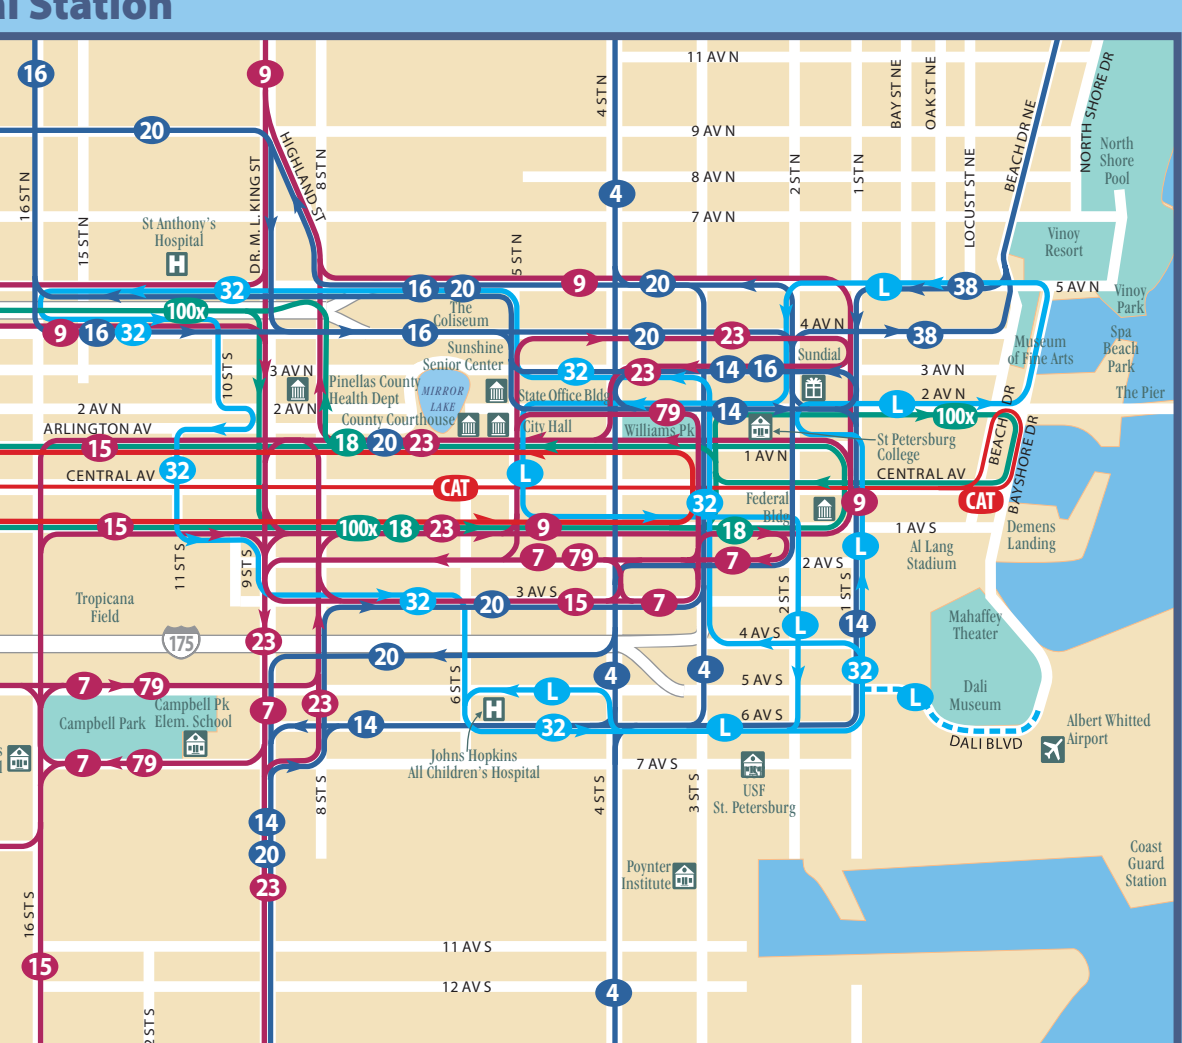 al Station
16
9
11 AV N
4 ST N
BAY ST NE
OAK ST NE
BEACH DR NE
NORTH SHORE DR
20
HIGHLAND ST
8 ST N
9 AV N
North
Shore
Pool
2 ST N
1 ST N
LOCUST ST NE
8 AV N
16 ST N
DR. M. L. KING ST
4
7 AV N
15 ST N
St Anthony's
Hospital
H
5 ST N
Vinoy
Resort
32
16
20
9
20
L
38
5 AV N
Vinoy
Park
100x
The
Coliseum
4 AV N
9
16
32
16
20
23
38
Spa
Beach
Park
Sunshine
Senior Center
Sundial
Museum
of Fine Arts
10 ST S
3 AV N
Pinellas County
Health Dept
MIRROR
LAKE
32
23
14
16
3 AV N
State Office Bldg
2 AV N
The Pier
2 AV N
2 AV N
County Courthouse
City Hall
79
14
L
100x
BEACH DR
BAYSHORE DR
ARLINGTON AV
15
18
20
23
Williams Pk
St Petersburg
College
1 AV N
CENTRAL AV
32
L
CENTRAL AV
CAT
CAT
32
Federal
Bldg
9
15
100x
18
23
9
18
1 AV S
Demens
Landing
11 ST S
9 ST S
7
79
7
2 AV S
L
Al Lang
Stadium
Tropicana
Field
32
20
3 AV S
15
7
2 ST S
1 ST S
Mahaffey
Theater
175
23
L
14
4 AV S
20
7
79
6 ST S
4
4
5 AV S
32
Campbell Park
Campbell Pk
Elem. School
7
23
L
H
L
Dali
Museum
14
32
L
6 AV S
DALI BLVD
Albert Whitted
Airport
7
79
Johns Hopkins
All Children's Hospital
7 AV S
8 ST S
4 ST S
3 ST S
USF
St. Petersburg
14
20
23
Poynter
Institute
Coast
Guard
Station
16 ST S
11 AV S
15
12 AV S
4
2 ST S